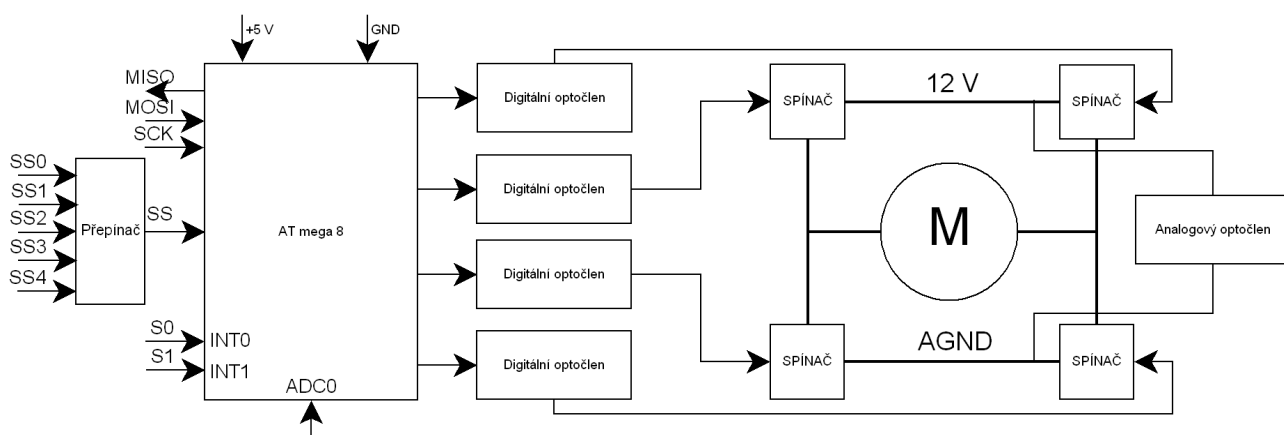 +5 V
GND
MISO
MOSI
SCK
SS0
SS1
SS2
SS3
SS4
Přepínač
SS
AT mega 8
S0
S1
INT0
INT1
ADC0
Digitální optočlen
Digitální optočlen
Digitální optočlen
Digitální optočlen
SPÍNAČ
12 V
SPÍNAČ
M
Analogový optočlen
SPÍNAČ
AGND
SPÍNAČ